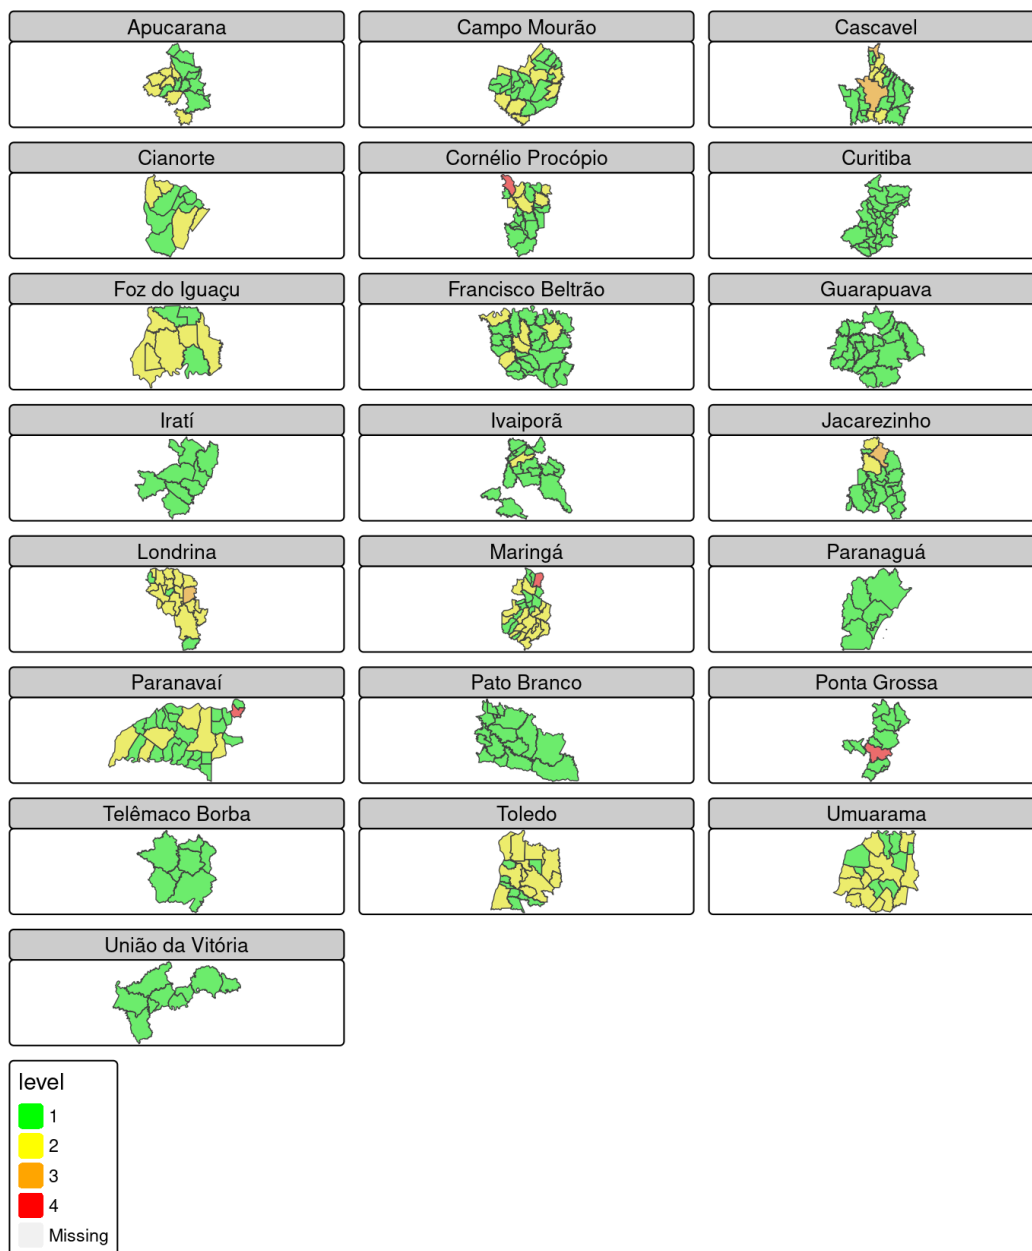 Apucarana
Campo Mourão
Cascavel
Cianorte
Cornélio Procópio
Curitiba
Foz do Iguaçu
Francisco Beltrão
Guarapuava
Iratí
Ivaiporã
Jacarezinho
Londrina
Maringá
Paranaguá
Paranavaí
Pato Branco
Ponta Grossa
Telêmaco Borba
Toledo
Umuarama
União da Vitória
level
1
2
3
4
Missing